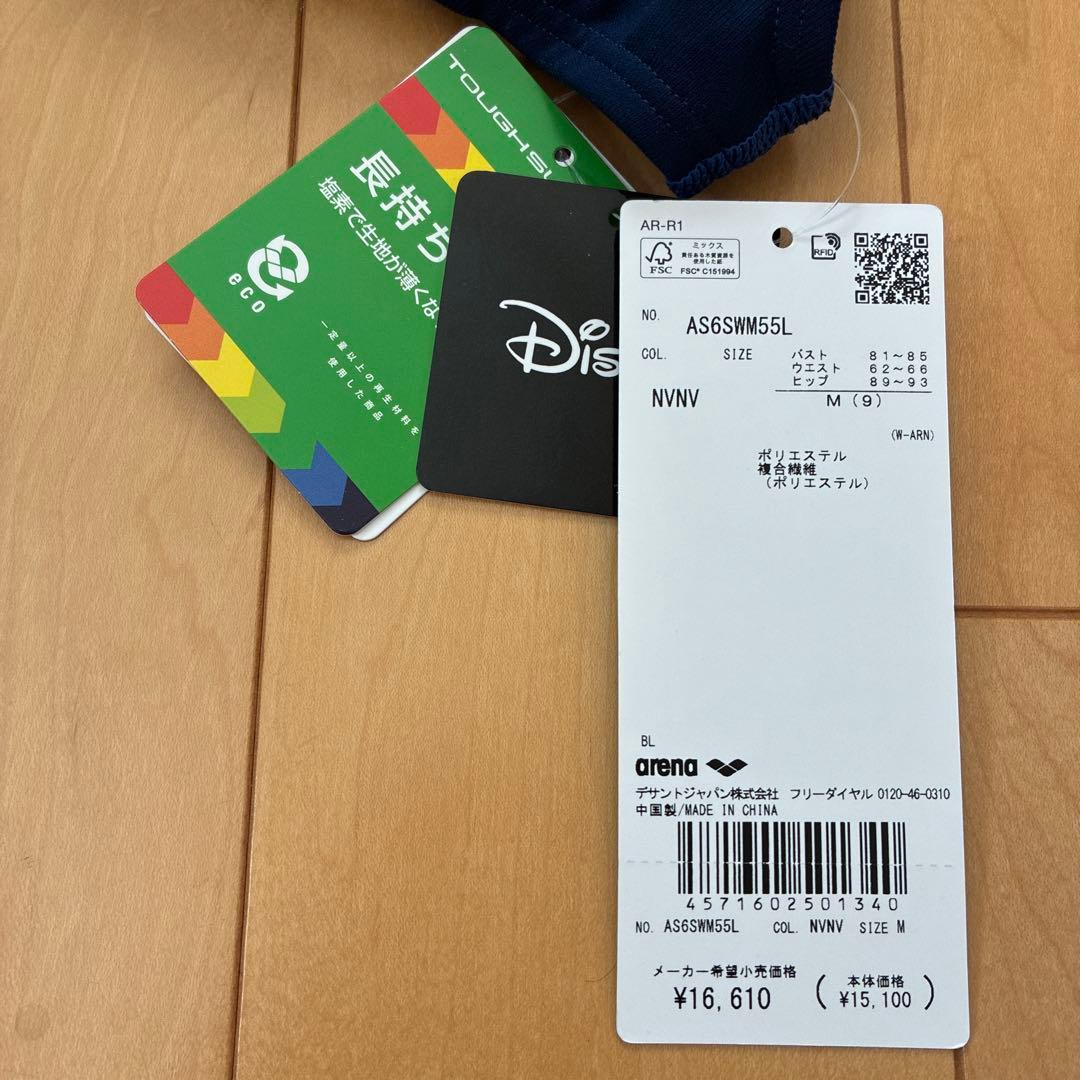 TOUGHSU
長持ち
塩素で生地が薄くな
eco
一定量以上の再生材料を
使用した商品
Dis
AR-R1
FSC
ミックス
責任ある木質資源を
使用した紙
FSC® C151994
RFID
NO. AS6SWM55L
COL. SIZE バスト 81~85
ウエスト 62~66
ヒップ 89~93
NVNV M(9)
(W-ARN)
ポリエステル
複合繊維
(ポリエステル)
BL
arena
デサントジャパン株式会社 フリーダイヤル 0120-46-0310
中国製/MADE IN CHINA
4571602501340
NO. AS6SWM55L COL. NVNV SIZE M
メーカー希望小売価格
¥16,610
(本体価格
¥15,100)